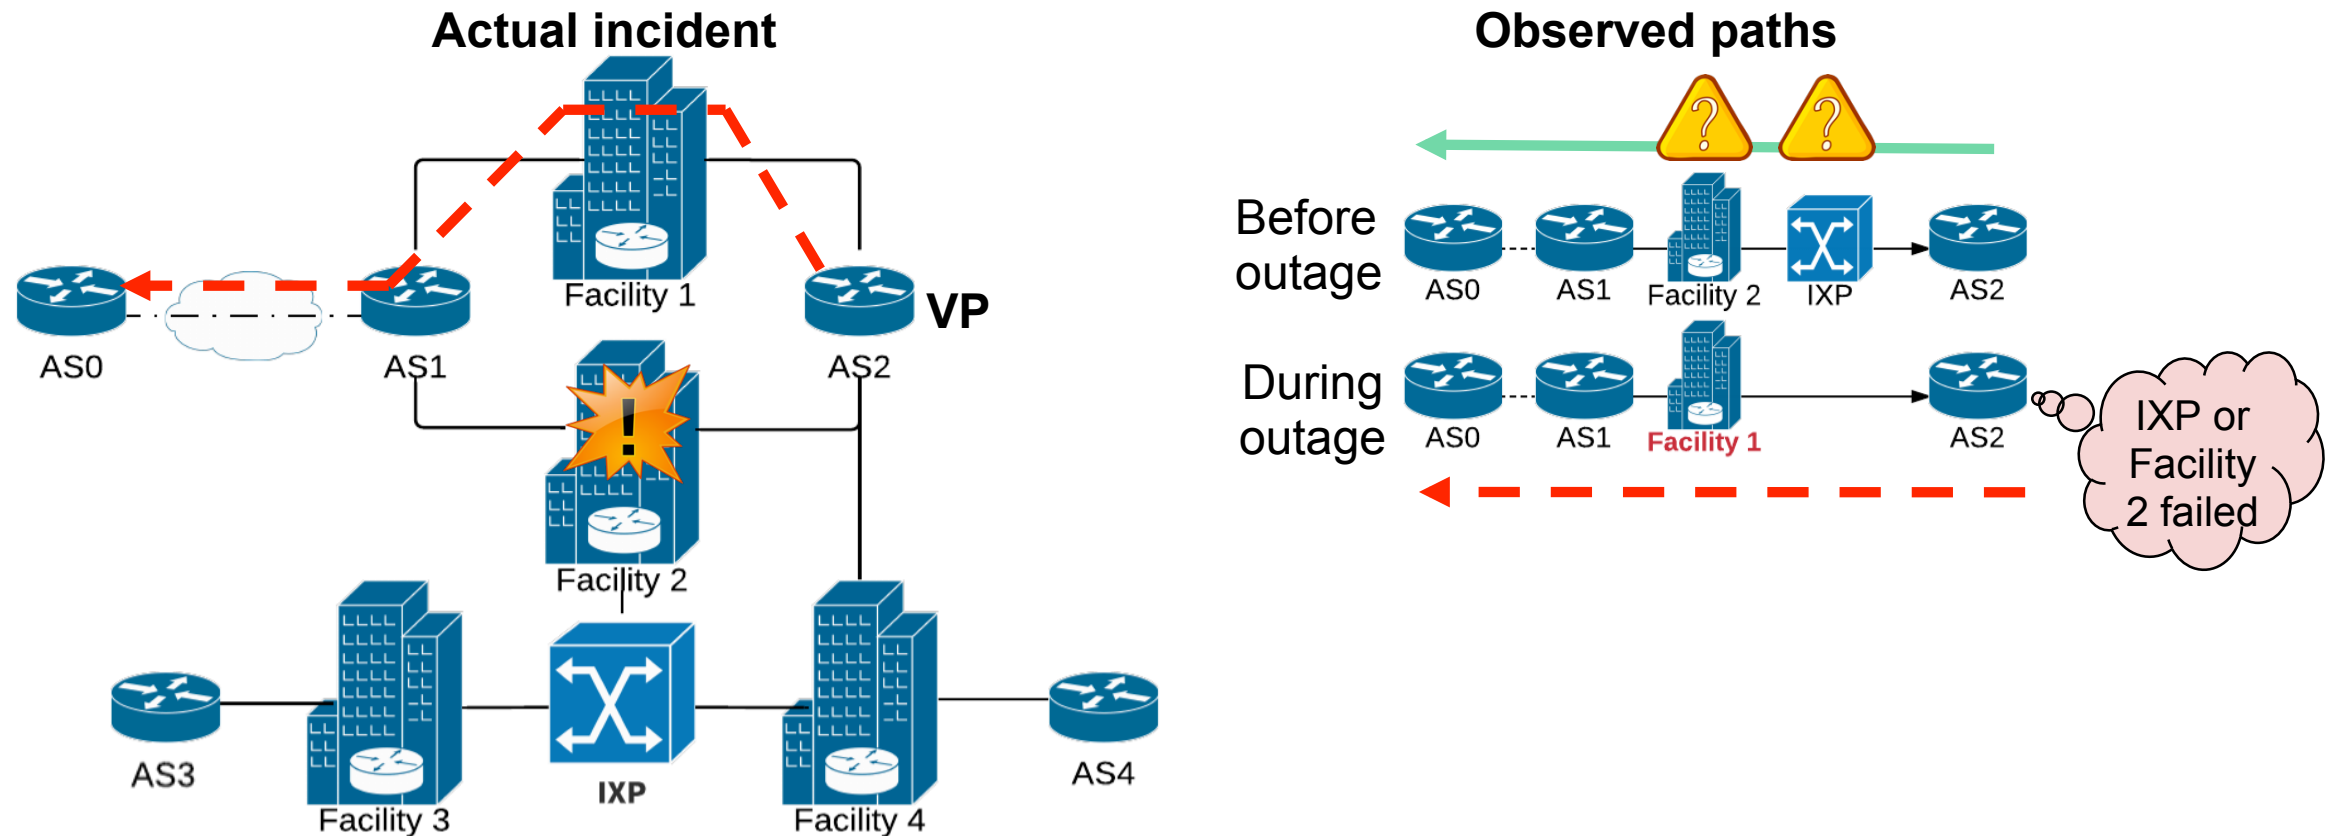 Actual incident
Facility 1
AS0
AS1
AS2
VP
!
Facility 2
AS3
Facility 3
IXP
Facility 4
AS4
Observed paths
? ?
Before
outage
AS0 AS1 Facility 2 IXP AS2
During
outage
AS0 AS1 Facility 1 AS2
IXP or
Facility
2 failed